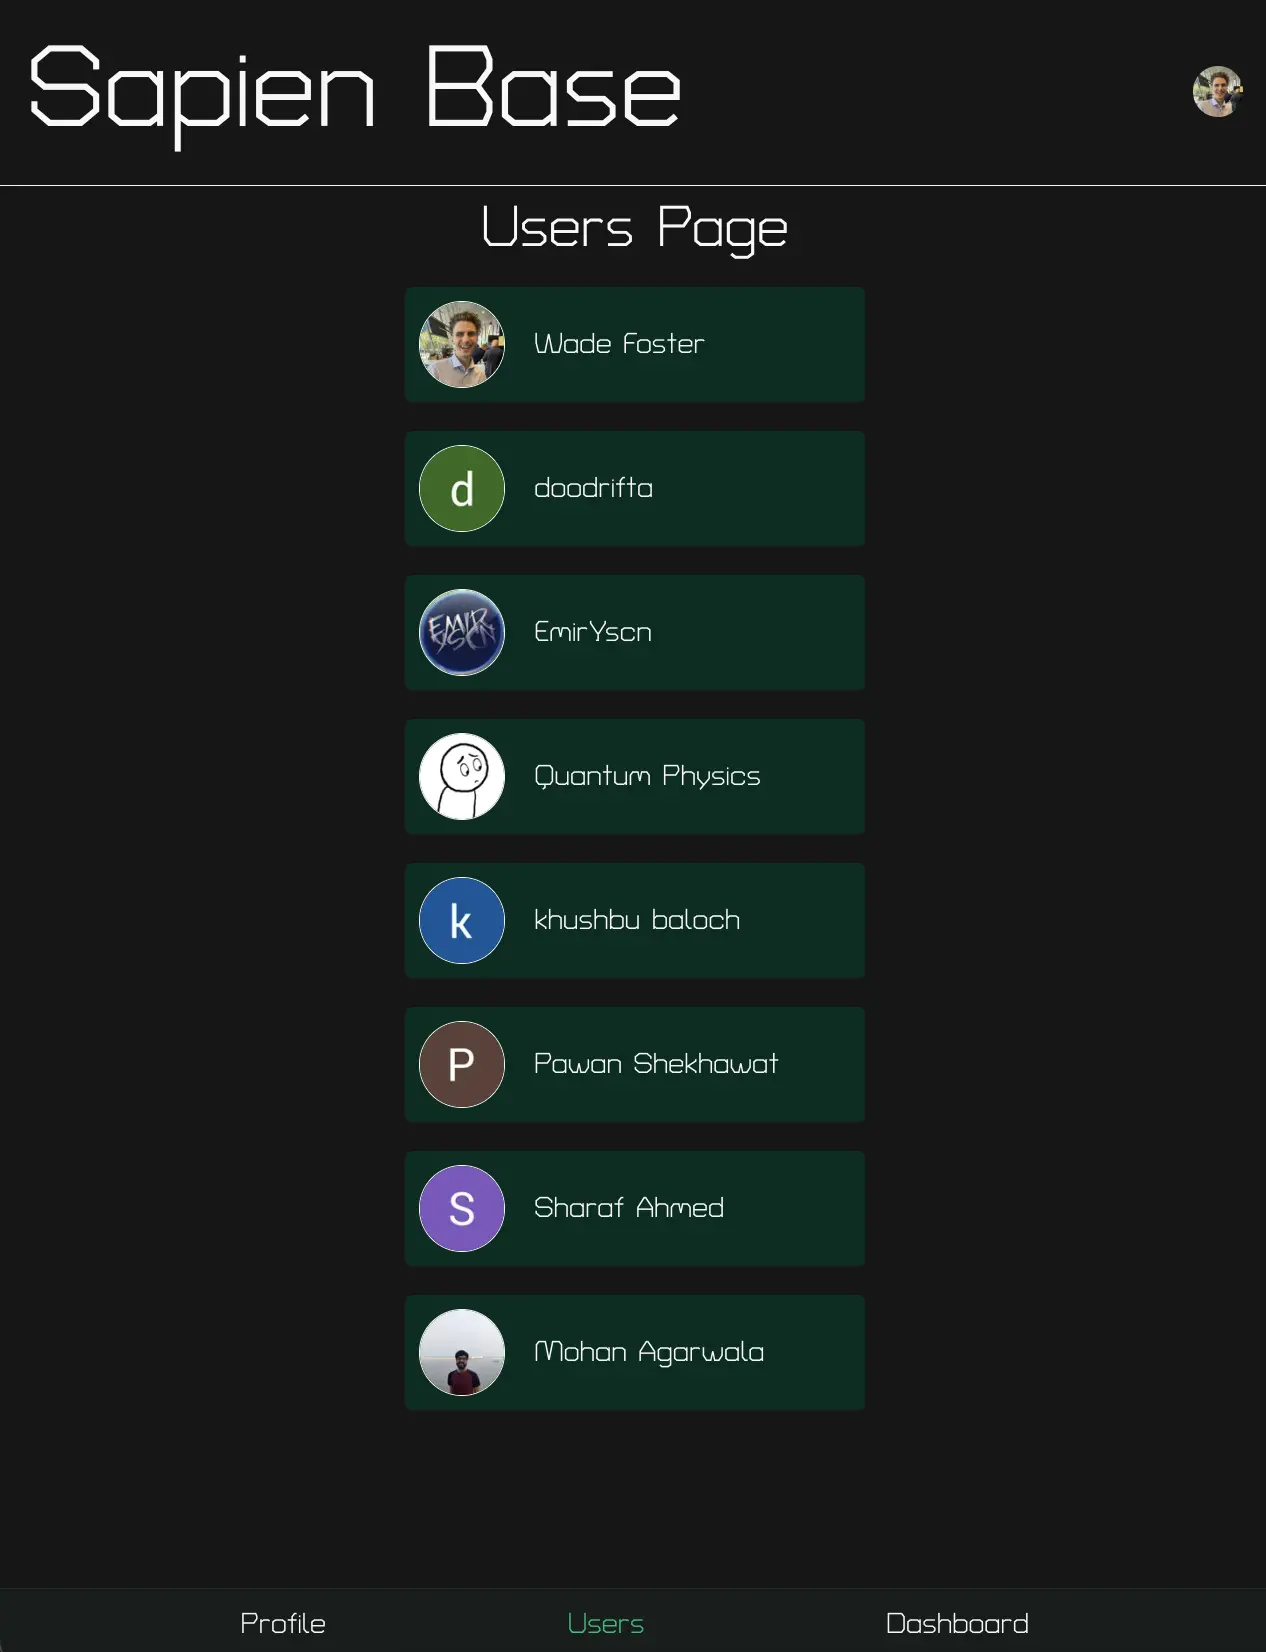 Sapien Base
Users Page
Wade Foster
d
doodrifta
EMIR
YSCN
EmirYscn
Quantum Physics
k
khushbu baloch
P
Pawan Shekhawat
S
Sharaf Ahmed
Mohan Agarwala
Profile
Users
Dashboard